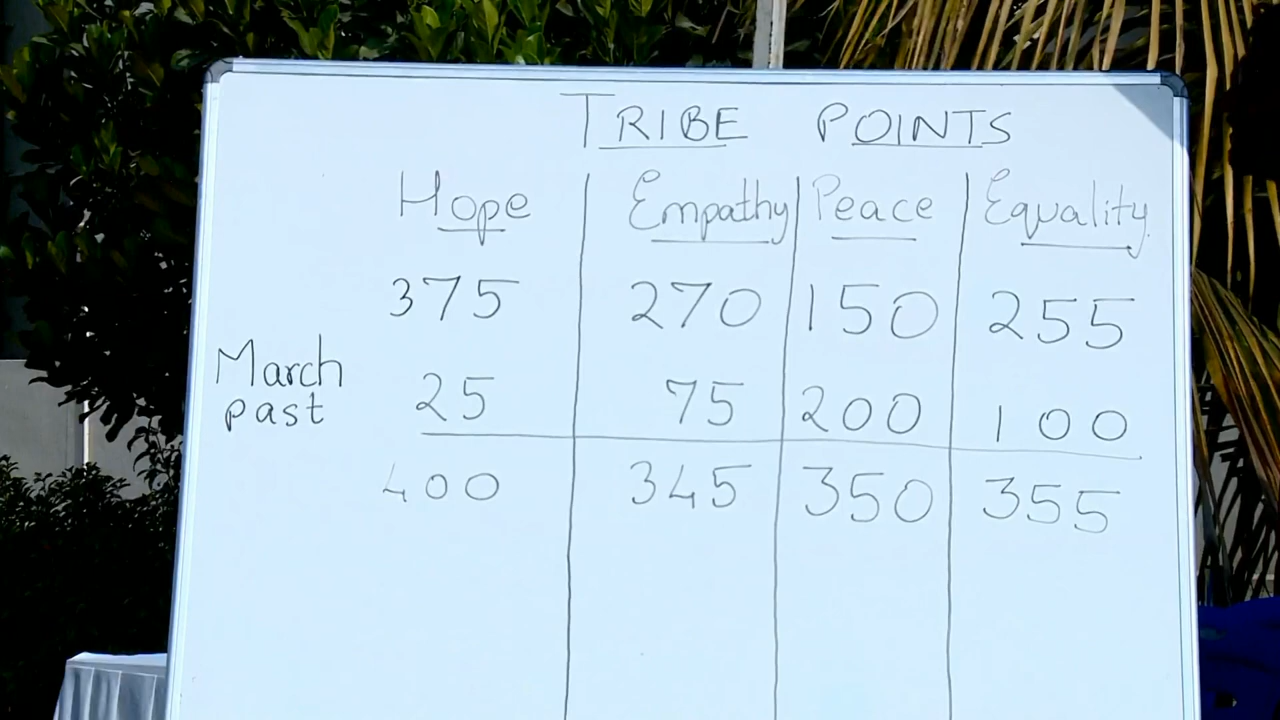 TRIBE POINTS
Hope Empathy Peace Equality
375 270 150 255
March
past 25 75 200 100
400 345 350 355